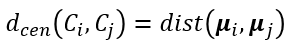 d_cen(C_i, C_j) = dist(μ_i, μ_j)